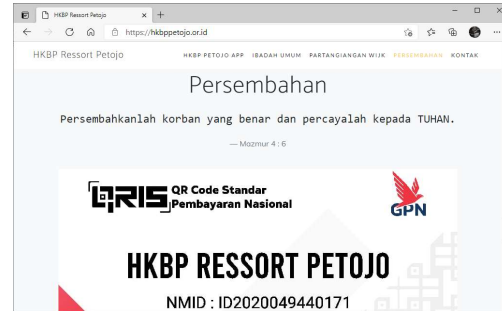 HKBP Ressort Petojo
https://hkbppetojo.or.id
HKBP Ressort Petojo
HKBP PETOJO APP IBADAH UMUM PARTANGIANGAN WIJK PERSEMBAHAN KONTAK
Persembahan
Persembahkanlah korban yang benar dan percayalah kepada TUHAN.
— Mazmur 4 : 6
QRIS QR Code Standar
Pembayaran Nasional
GPN
HKBP RESSORT PETOJO
NMID : ID2020049440171